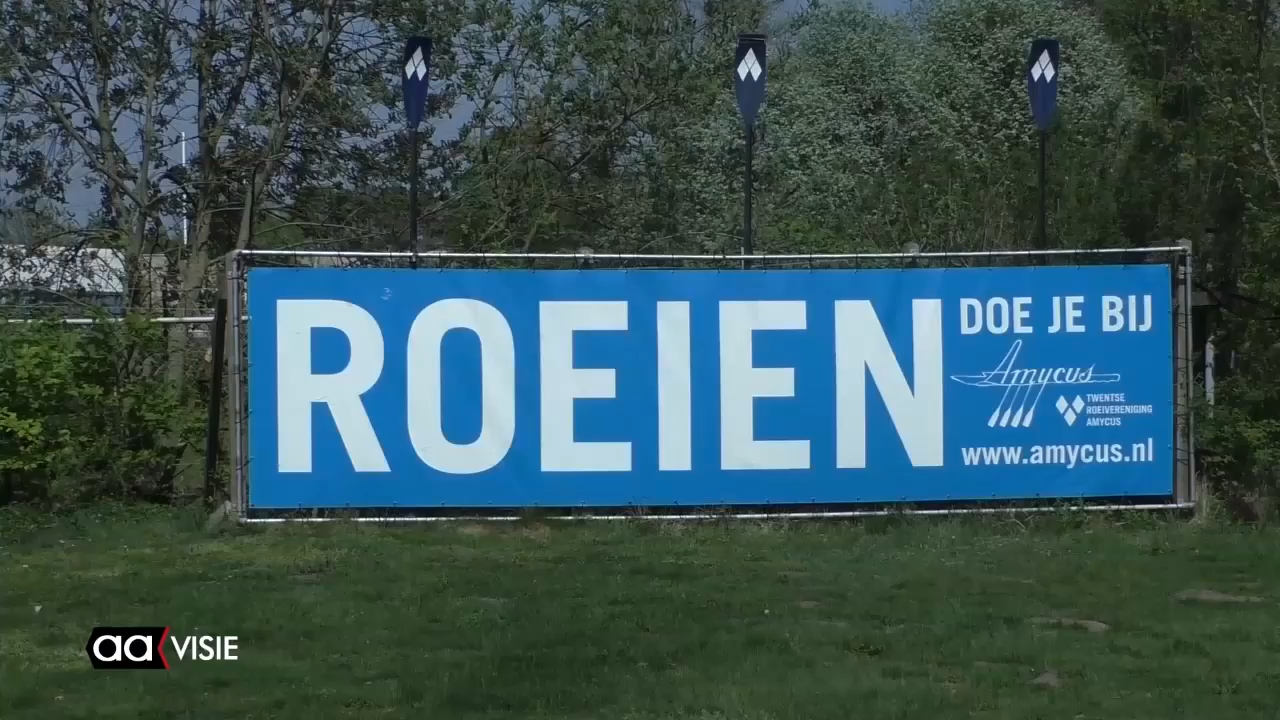 ROEIEN
DOE JE BIJ
Amycus
TWENTSE
ROEIVERENIGING
AMYCUS
www.amycus.nl
aa VISIE